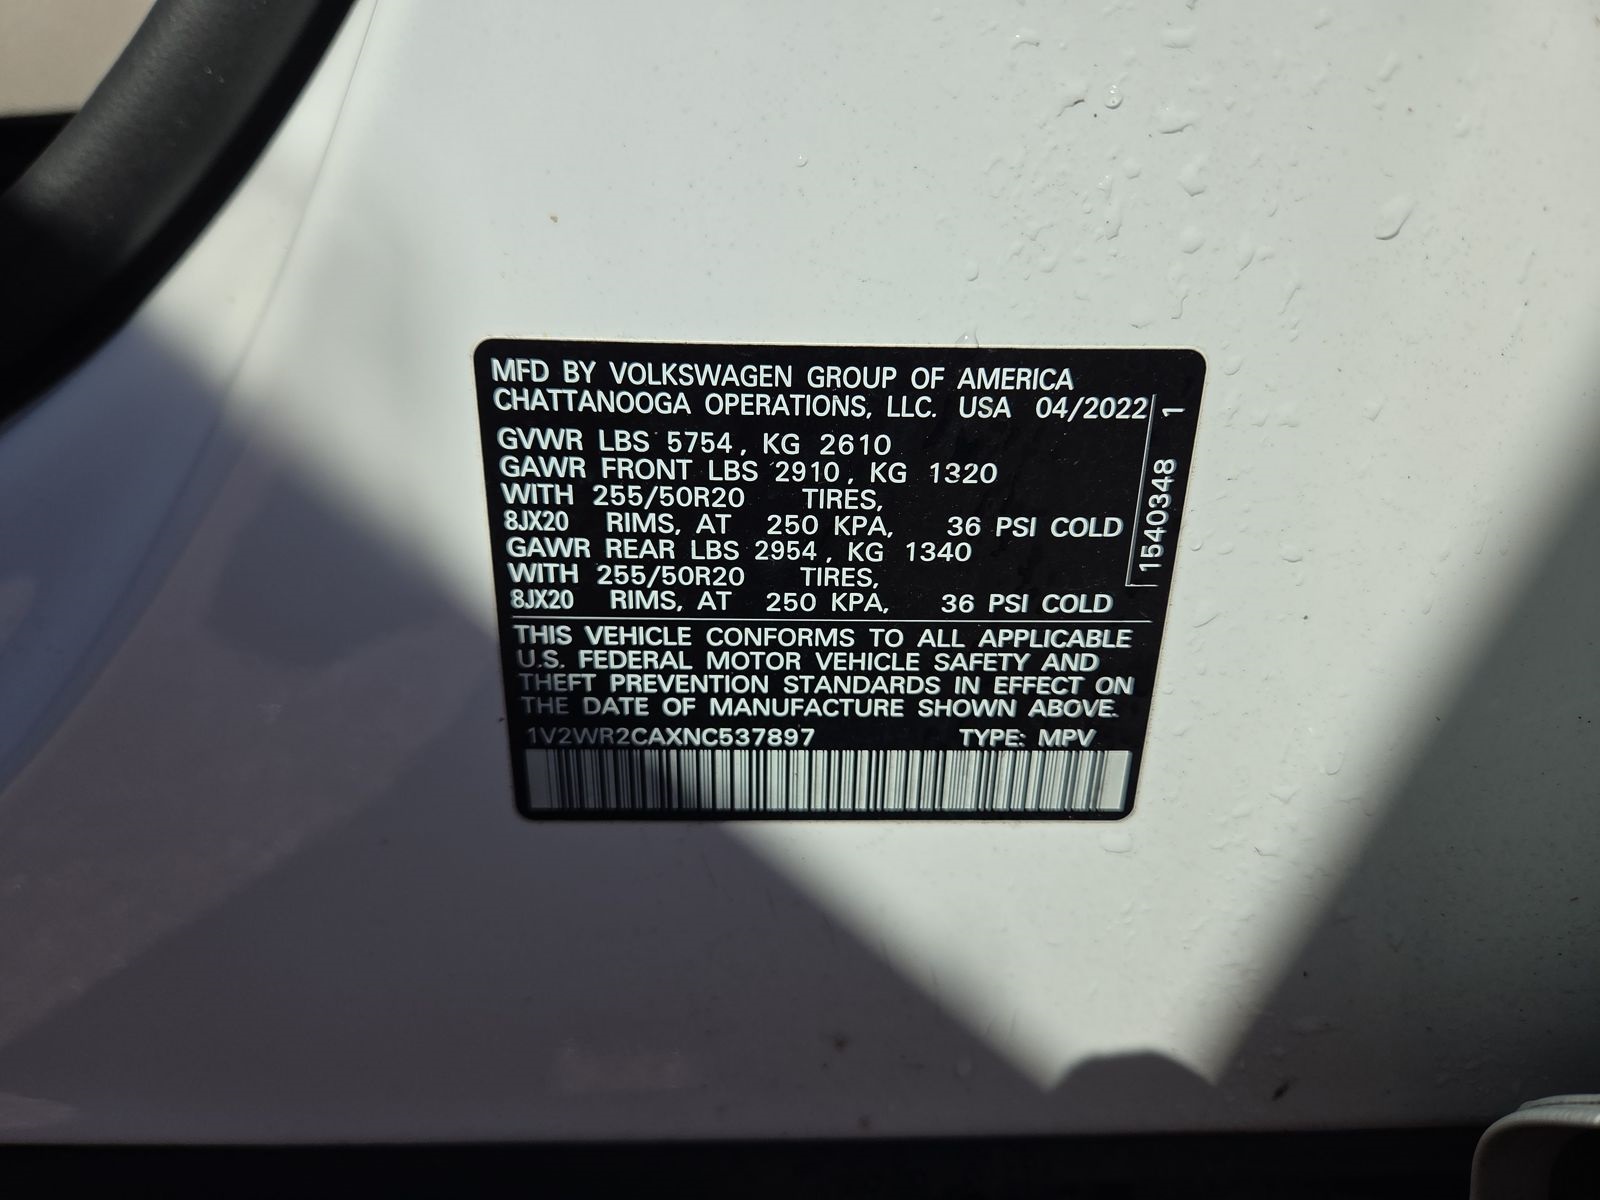 MFD BY VOLKSWAGEN GROUP OF AMERICA
CHATTANOOGA OPERATIONS, LLC. USA 04/2022
GVWR LBS 5754, KG 2610
GAWR FRONT LBS 2910, KG 1320
WITH 255/50R20 TIRES,
8JX20 RIMS, AT 250 KPA, 36 PSI COLD
GAWR REAR LBS 2954, KG 1340
WITH 255/50R20 TIRES,
8JX20 RIMS, AT 250 KPA, 36 PSI COLD
1540348 1
THIS VEHICLE CONFORMS TO ALL APPLICABLE
U.S. FEDERAL MOTOR VEHICLE SAFETY AND
THEFT PREVENTION STANDARDS IN EFFECT ON
THE DATE OF MANUFACTURE SHOWN ABOVE.
1V2WR2CAXNC537897 TYPE: MPV